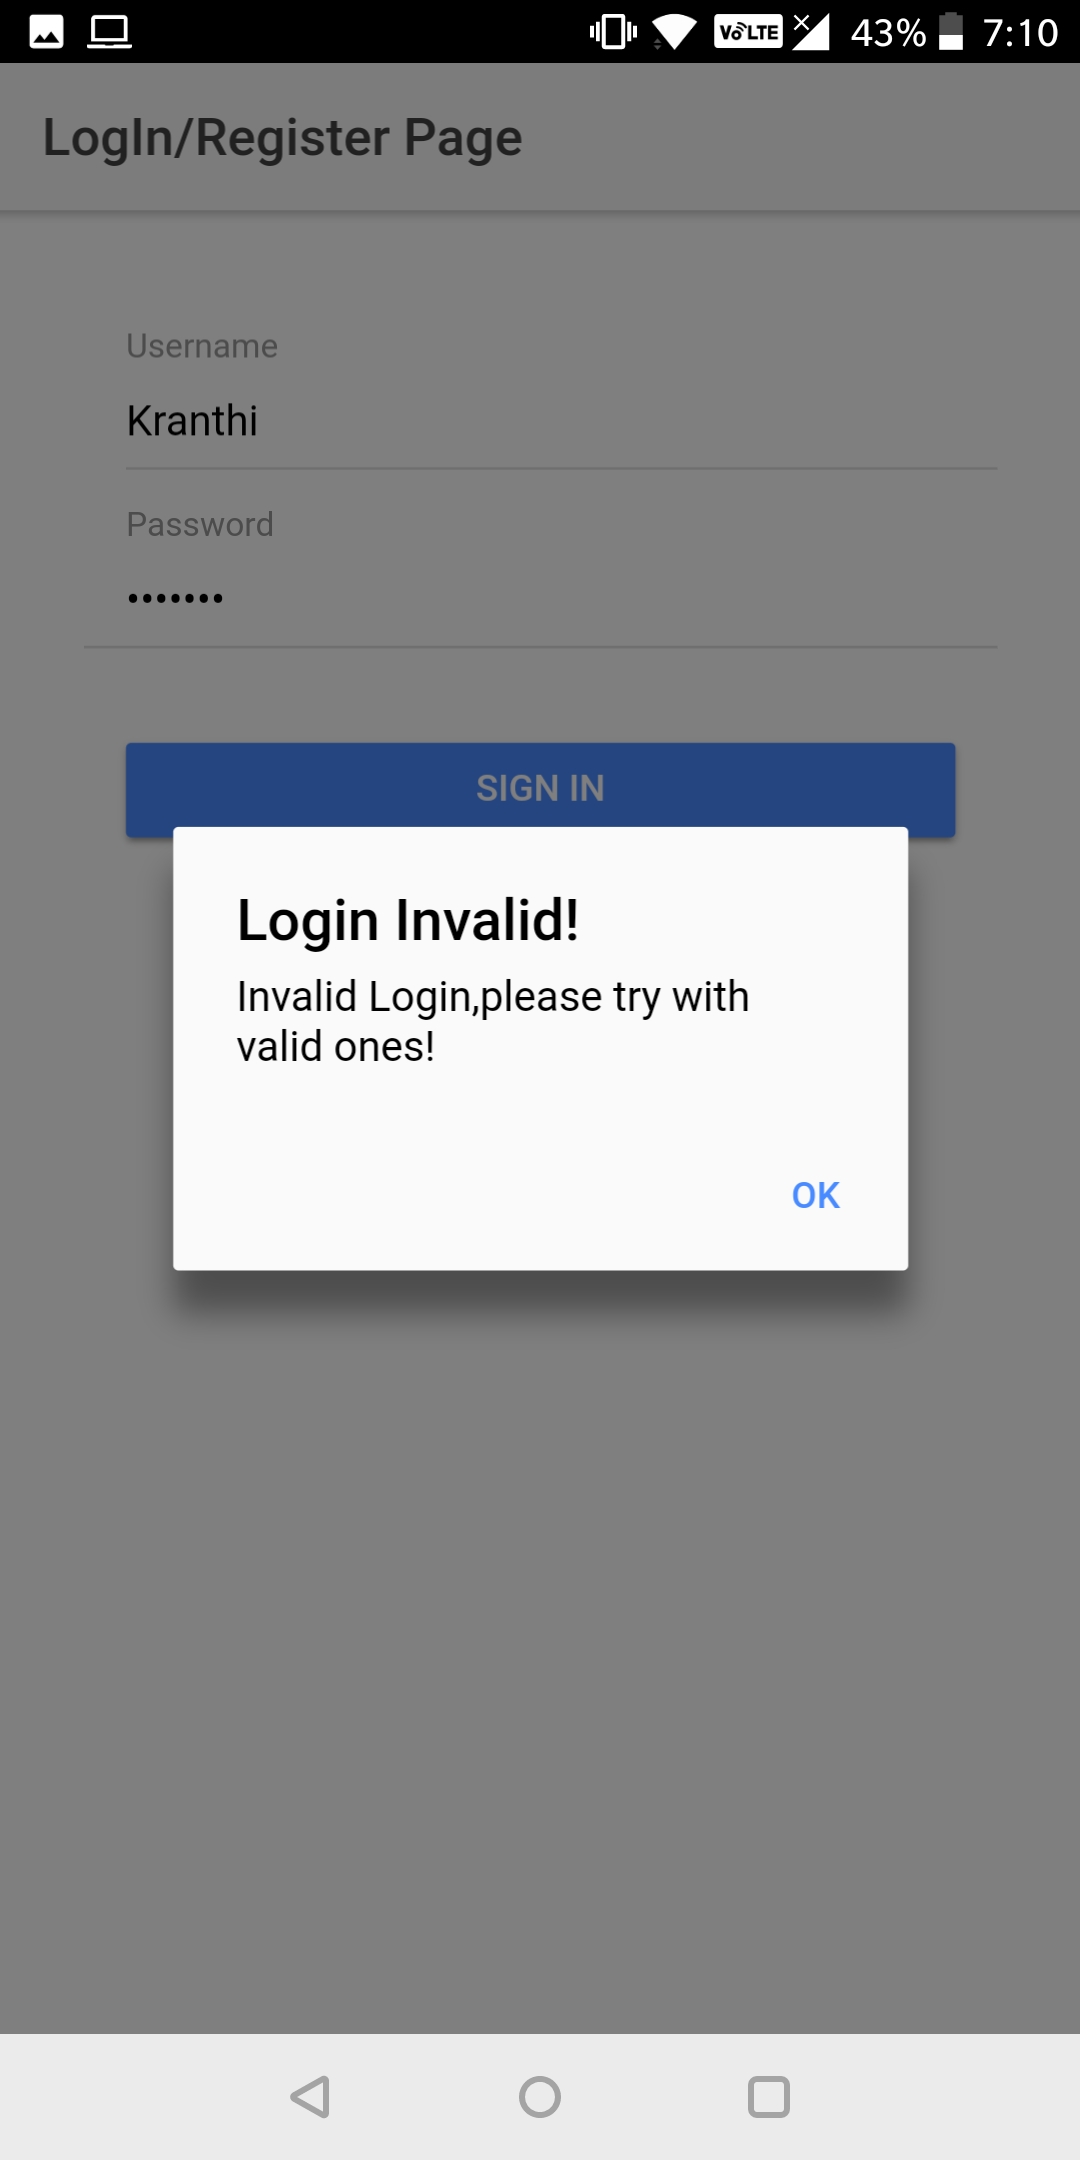 VoLTE 43% 7:10
LogIn/Register Page
Username
Kranthi
Password
•••••••
SIGN IN
Login Invalid!
Invalid Login,please try with
valid ones!
OK